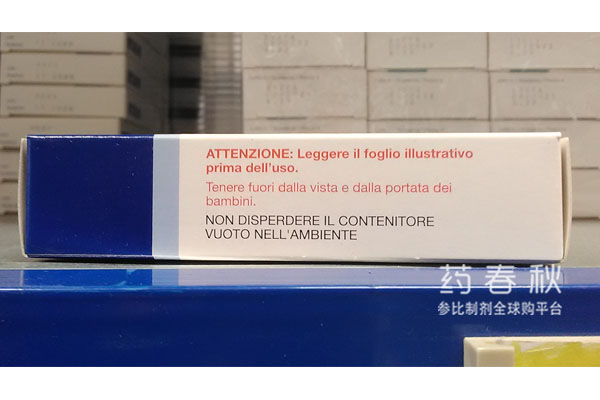 ATTENZIONE: Leggere il foglio illustrativo
prima dell'uso.
Tenere fuori dalla vista e dalla portata dei
bambini.
NON DISPERDERE IL CONTENITORE
VUOTO NELL'AMBIENTE
药春秋
参比制剂全球购平台